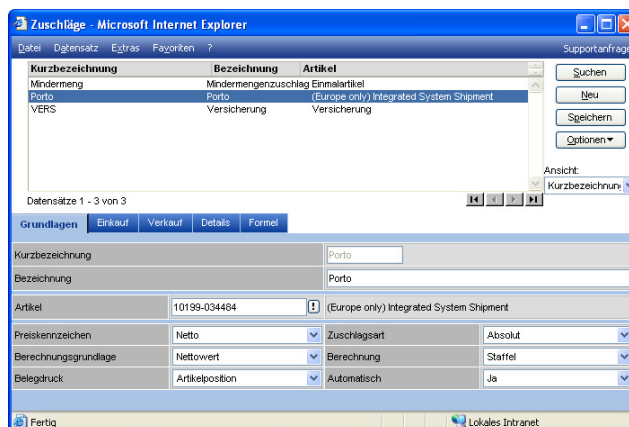 Zuschläge - Microsoft Internet Explorer
Datei Datensatz Extras Favoriten ? Supportanfrage
Kurzbezeichnung Bezeichnung Artikel
Mindermeng Mindermengenzuschlag Einmalartikel
Porto Porto (Europe only) Integrated System Shipment
VERS Versicherung Versicherung
Suchen
Neu
Speichern
Optionen
Ansicht:
Kurzbezeichnung
Datensätze 1 - 3 von 3
Grundlagen Einkauf Verkauf Details Formel
Kurzbezeichnung Porto
Bezeichnung Porto
Artikel 10199-034484 (Europe only) Integrated System Shipment
Preiskennzeichen Netto Zuschlagsart Absolut
Berechnungsgrundlage Nettowert Berechnung Staffel
Belegdruck Artikelposition Automatisch Ja
Fertig Lokales Intranet